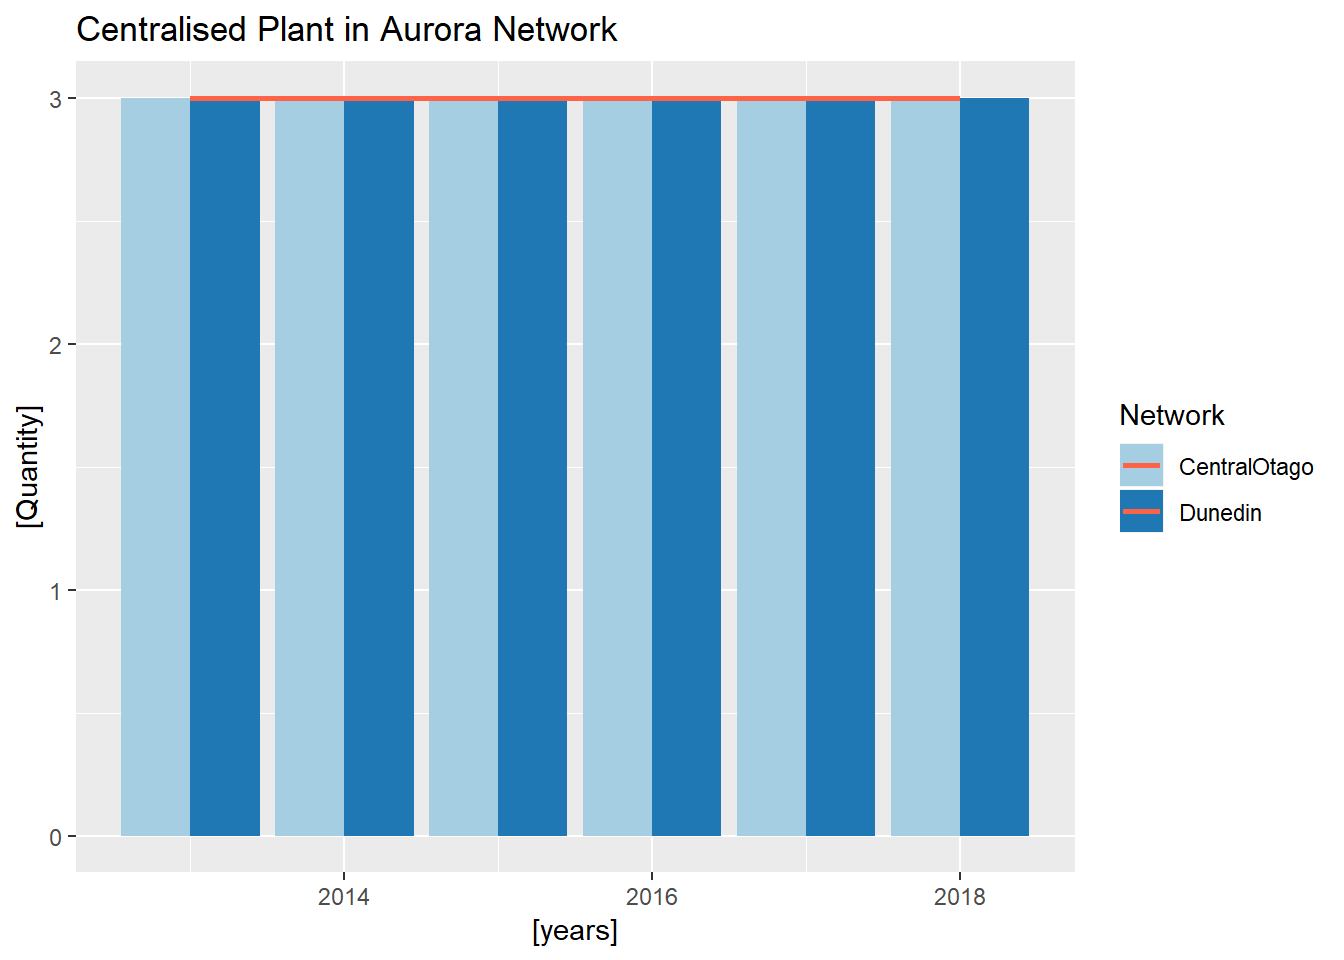 Centralised Plant in Aurora Network
3
2
1
0
[Quantity]
2014
2016
2018
[years]
Network
CentralOtago
Dunedin